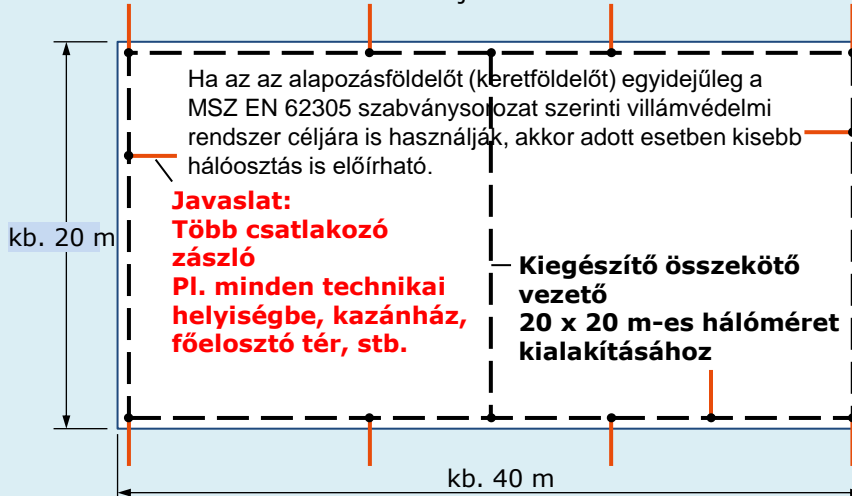 Ha az az alapozásföldelőt (keretföldelőt) egyidejűleg a
MSZ EN 62305 szabványsorozat szerinti villámvédelmi
rendszer céljára is használják, akkor adott esetben kisebb
hálóosztás is előírható.
Javaslat:
Több csatlakozó
zászló
Pl. minden technikai
helyiségbe, kazánház,
főelosztó tér, stb.
kb. 20 m
Kiegészítő összekötő
vezető
20 x 20 m-es hálóméret
kialakításához
kb. 40 m